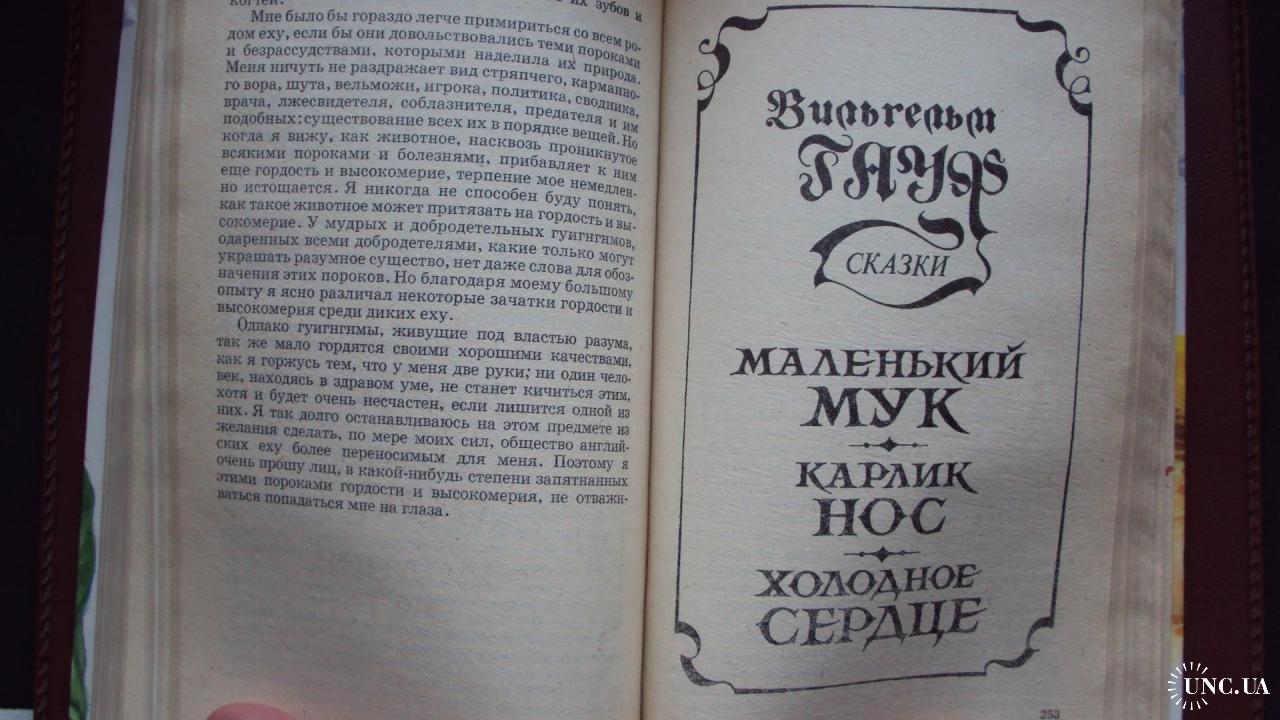 когтей. их зубов и
Мне было бы гораздо легче примириться со всем ро-
дом еху, если бы они довольствовались теми пороками
и безрассудствами, которыми наделила их природа.
Меня ничуть не раздражает вид стряпчего, карманно-
го вора, шута, вельможи, игрока, политика, сводника,
врача, лжесвидетеля, соблазнителя, предателя и им
подобных: существование всех их в порядке вещей. Но
когда я вижу, как животное, насквозь проникнутое
всякими пороками и болезнями, прибавляет к ним
еще гордость и высокомерие, терпение мое немедлен-
но истощается. Я никогда не способен буду понять,
как такое животное может притязать на гордость и вы-
сокомерие. У мудрых и добродетельных гуигнгнмов,
одаренных всеми добродетелями, какие только могут
украшать разумное существо, нет даже слова для обоз-
начения этих пороков. Но благодаря моему большому
опыту я ясно различал некоторые зачатки гордости и
высокомерия среди диких еху.
Однако гуигнгнмы, живущие под властью разума,
так же мало гордятся своими хорошими качествами,
как я горжусь тем, что у меня две руки; ни один чело-
век, находясь в здравом уме, не станет кичиться этим,
хотя и будет очень несчастен, если лишится одной из
них. Я так долго останавливаюсь на этом предмете из
желания сделать, по мере моих сил, общество англий-
ских еху более переносимым для меня. Поэтому я
очень прошу лиц, в какой-нибудь степени запятнанных
этими пороками гордости и высокомерия, не отважи-
ваться попадаться мне на глаза.
Вильгельм
ГАУФ
СКАЗКИ
МАЛЕНЬКИЙ
МУК
КАРЛИК
НОС
ХОЛОДНОЕ
СЕРДЦЕ
253
UNC.UA